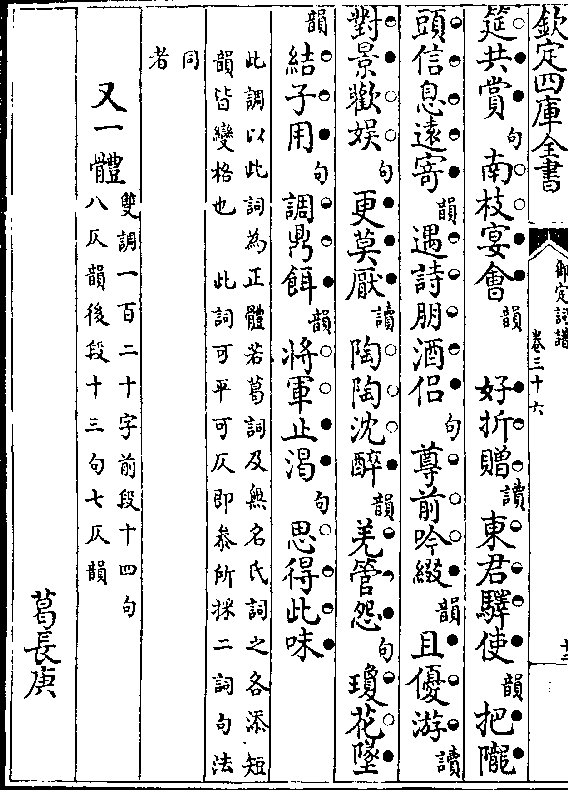 欽定四庫全書
御定詞譜
卷三十六
筵共賞句南枝宴會韻好折贈讀東君驛使韻把隴
頭信息遠寄韻遇詩朋酒侶句尊前吟綴韻且優游讀
對景歡娛句更莫厭讀陶陶沈醉韻羌管怨句瓊花墜
韻結子用句調鼎餌韻將軍止渴句思得此味
此調以此詞為正體若葛詞及無名氏詞之各添短
韻皆變格也 此詞可平可仄即叅所採二詞句法
同
者
又一體
雙調一百二十字前段十四句
八仄韻後段十三句七仄韻
葛長庚